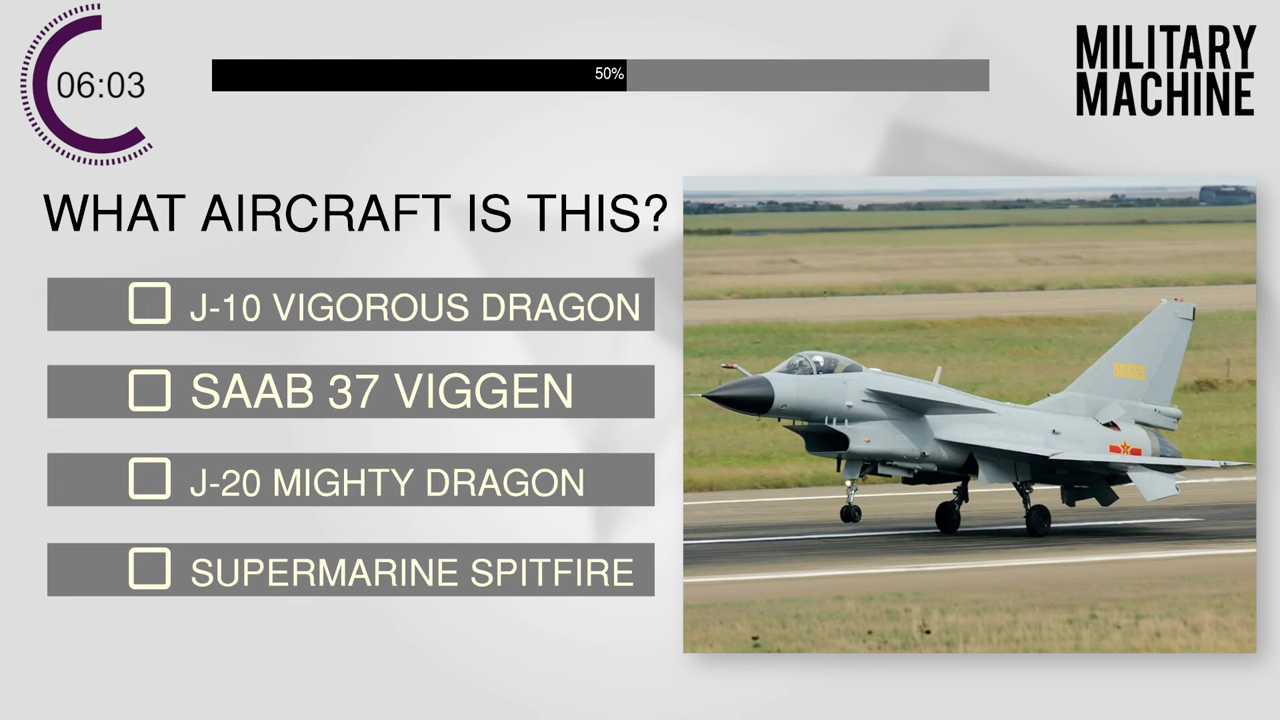 06:03
50%
MILITARY
MACHINE
WHAT AIRCRAFT IS THIS?
J-10 VIGOROUS DRAGON
SAAB 37 VIGGEN
J-20 MIGHTY DRAGON
SUPERMARINE SPITFIRE